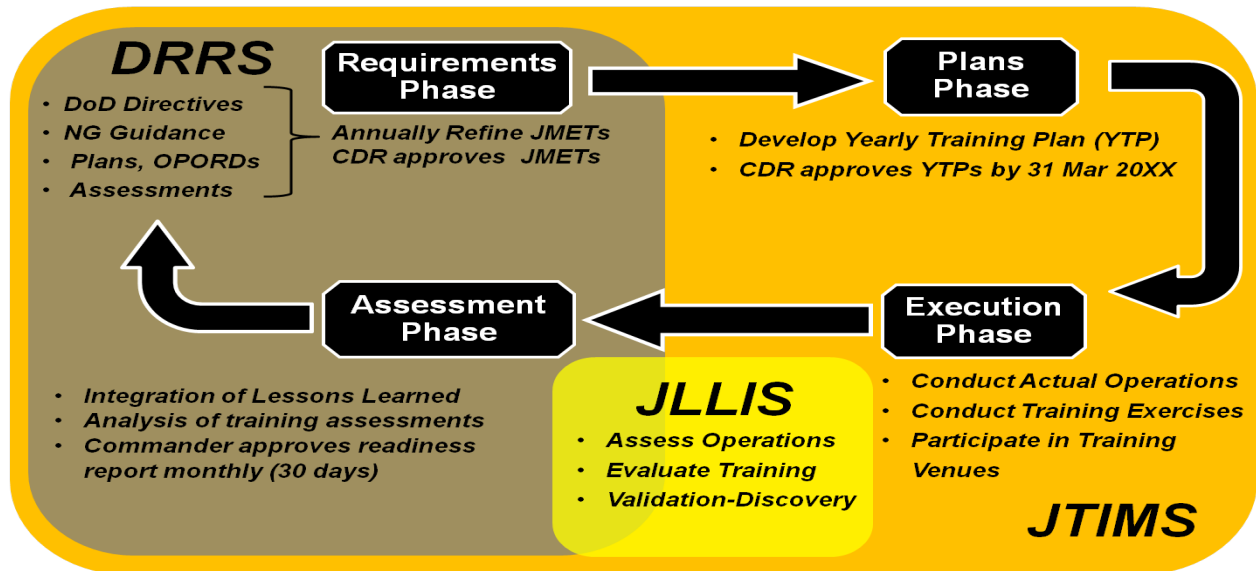 DRRS
• DoD Directives
• NG Guidance
• Plans, OPORDs
• Assessments
Requirements
Phase
Annually Refine JMETs
CDR approves JMETs
Plans
Phase
• Develop Yearly Training Plan (YTP)
• CDR approves YTPs by 31 Mar 20XX
Assessment
Phase
• Integration of Lessons Learned
• Analysis of training assessments
• Commander approves readiness
report monthly (30 days)
JLLIS
• Assess Operations
• Evaluate Training
• Validation-Discovery
Execution
Phase
• Conduct Actual Operations
• Conduct Training Exercises
• Participate in Training
Venues
JTIMS